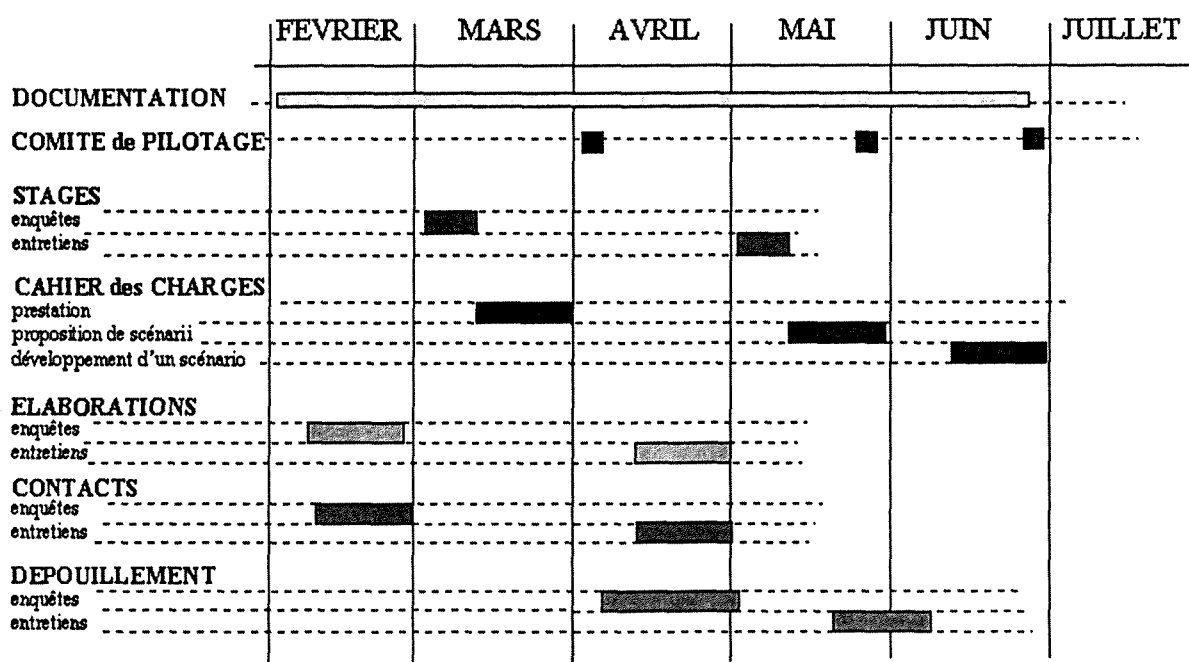 FEVRIER MARS AVRIL MAI JUIN JUILLET
DOCUMENTATION
COMITE de PILOTAGE
STAGES
enquêtes
entretiens
CAHIER des CHARGES
prestation
proposition de scénarii
développement d'un scénario
ELABORATIONS
enquêtes
entretiens
CONTACTS
enquêtes
entretiens
DEPOUILLEMENT
enquêtes
entretiens